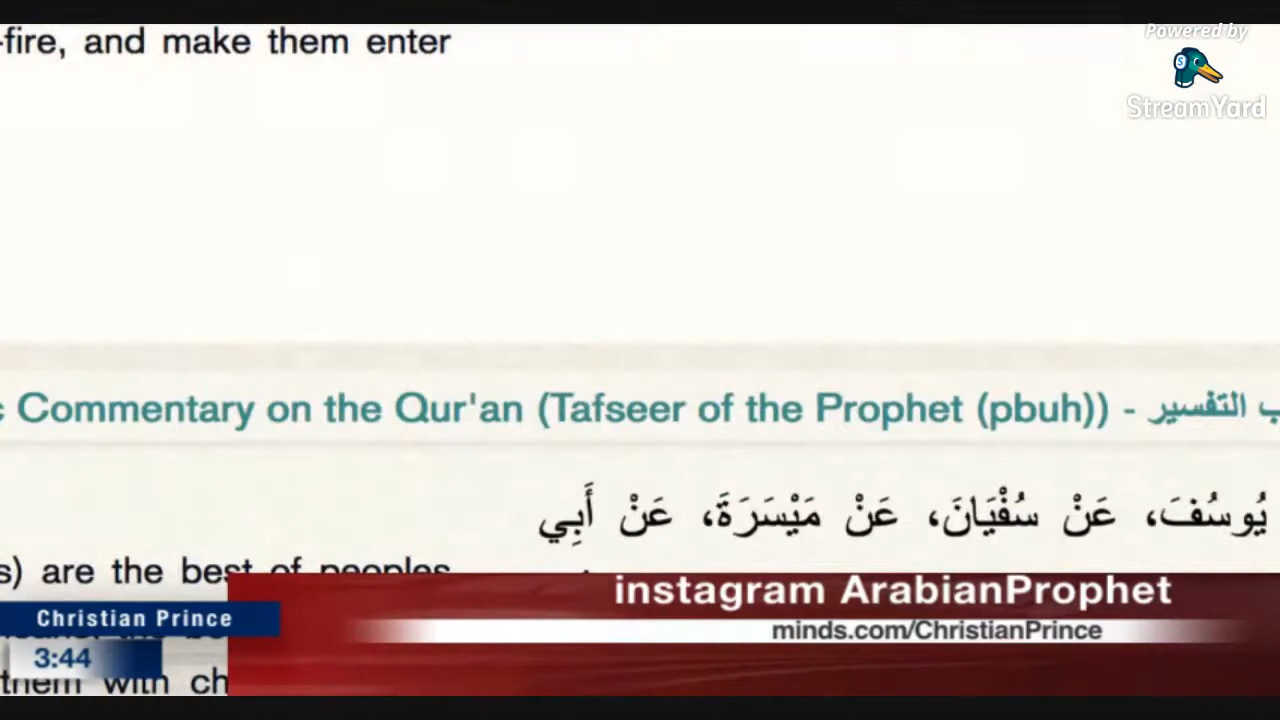 -fire, and make them enter
Powered by
StreamYard
Commentary on the Qur'an (Tafseer of the Prophet (pbuh)) - ب التفسير
يُوسُفَ، عَنْ سُفْيَانَ، عَنْ مَيْسَرَةَ، عَنْ أَبِي
s) are the best of peoples
instagram ArabianProphet
Christian Prince
minds.com/ChristianPrince
3:44
them with ch